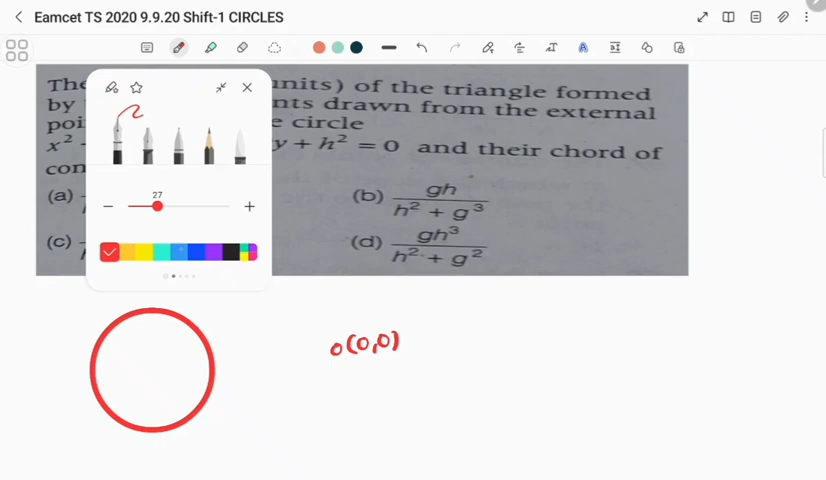 Eamcet TS 2020 9.9.20 Shift-1 CIRCLES
The units) of the triangle formed
by nts drawn from the external
poi e circle
x² y + h² = 0 and their chord of
con
27
(a)
(b) gh / h² + g³
(c)
(d) gh³ / h² + g²
o(0,0)